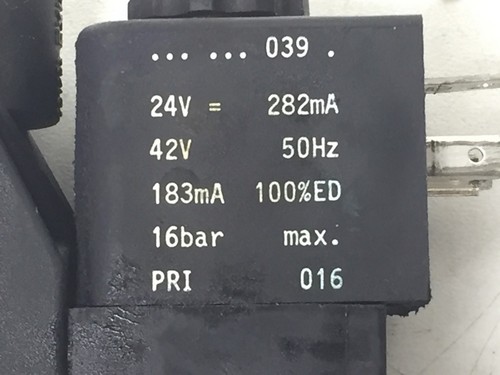 ... ... 039 .
24V = 282mA
42V 50Hz
183mA 100%ED
16bar max.
PRI 016